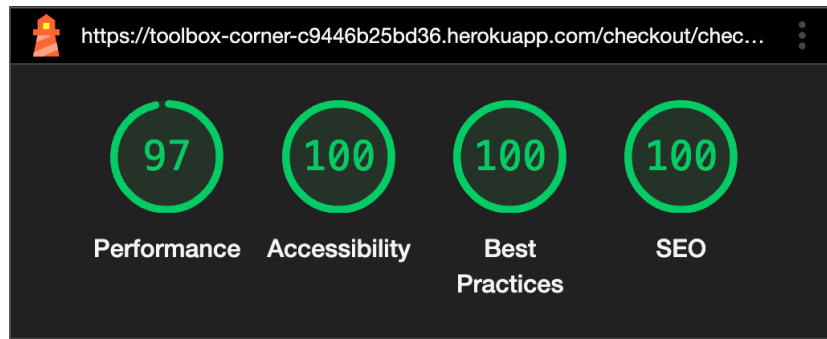 https://toolbox-corner-c9446b25bd36.herokuapp.com/checkout/chec...
97 100 100 100
Performance Accessibility Best Practices SEO